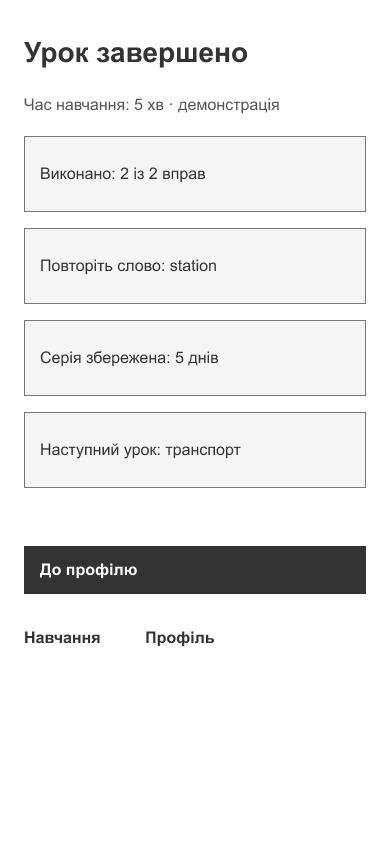 Урок завершено
Час навчання: 5 хв · демонстрація
Виконано: 2 із 2 вправ
Повторіть слово: station
Серія збережена: 5 днів
Наступний урок: транспорт
До профілю
Навчання Профіль